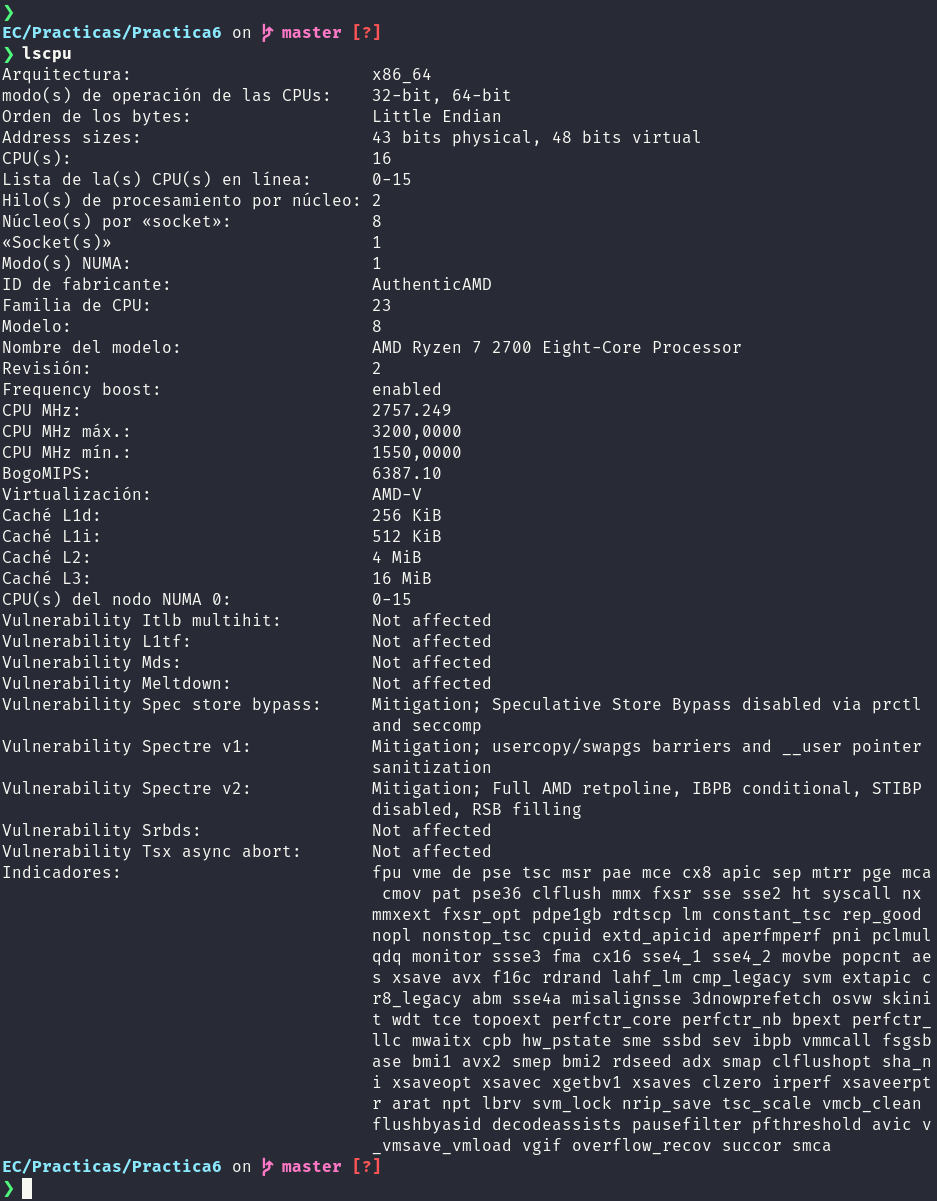 ❯
EC/Practicas/Practica6 on  master [?]
❯ lscpu
Arquitectura:                        x86_64
modo(s) de operación de las CPUs:    32-bit, 64-bit
Orden de los bytes:                  Little Endian
Address sizes:                       43 bits physical, 48 bits virtual
CPU(s):                              16
Lista de la(s) CPU(s) en línea:      0-15
Hilo(s) de procesamiento por núcleo: 2
Núcleo(s) por «socket»:              8
«Socket(s)»                          1
Modo(s) NUMA:                        1
ID de fabricante:                    AuthenticAMD
Familia de CPU:                      23
Modelo:                              8
Nombre del modelo:                   AMD Ryzen 7 2700 Eight-Core Processor
Revisión:                            2
Frequency boost:                     enabled
CPU MHz:                             2757.249
CPU MHz máx.:                        3200,0000
CPU MHz mín.:                        1550,0000
BogoMIPS:                            6387.10
Virtualización:                      AMD-V
Caché L1d:                           256 KiB
Caché L1i:                           512 KiB
Caché L2:                            4 MiB
Caché L3:                            16 MiB
CPU(s) del nodo NUMA 0:              0-15
Vulnerability Itlb multihit:         Not affected
Vulnerability L1tf:                  Not affected
Vulnerability Mds:                   Not affected
Vulnerability Meltdown:              Not affected
Vulnerability Spec store bypass:     Mitigation; Speculative Store Bypass disabled via prctl
                                     and seccomp
Vulnerability Spectre v1:            Mitigation; usercopy/swapgs barriers and __user pointer
                                     sanitization
Vulnerability Spectre v2:            Mitigation; Full AMD retpoline, IBPB conditional, STIBP
                                     disabled, RSB filling
Vulnerability Srbds:                 Not affected
Vulnerability Tsx async abort:       Not affected
Indicadores:                         fpu vme de pse tsc msr pae mce cx8 apic sep mtrr pge mca
                                      cmov pat pse36 clflush mmx fxsr sse sse2 ht syscall nx
                                     mmxext fxsr_opt pdpe1gb rdtscp lm constant_tsc rep_good
                                     nopl nonstop_tsc cpuid extd_apicid aperfmperf pni pclmul
                                     qdq monitor ssse3 fma cx16 sse4_1 sse4_2 movbe popcnt ae
                                     s xsave avx f16c rdrand lahf_lm cmp_legacy svm extapic c
                                     r8_legacy abm sse4a misalignsse 3dnowprefetch osvw skini
                                     t wdt tce topoext perfctr_core perfctr_nb bpext perfctr_
                                     llc mwaitx cpb hw_pstate sme ssbd sev ibpb vmmcall fsgsb
                                     ase bmi1 avx2 smep bmi2 rdseed adx smap clflushopt sha_n
                                     i xsaveopt xsavec xgetbv1 xsaves clzero irperf xsaveerpt
                                     r arat npt lbrv svm_lock nrip_save tsc_scale vmcb_clean
                                     flushbyasid decodeassists pausefilter pfthreshold avic v
                                     _vmsave_vmload vgif overflow_recov succor smca
EC/Practicas/Practica6 on  master [?]
❯